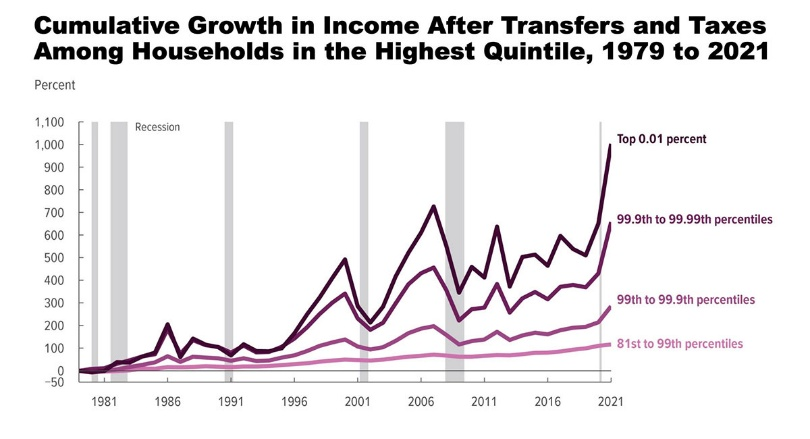 Cumulative Growth in Income After Transfers and Taxes
Among Households in the Highest Quintile, 1979 to 2021
Percent
1,100
Recession
1,000
Top 0.01 percent
900
800
700
99.9th to 99.99th percentiles
600
500
400
300
99th to 99.9th percentiles
200
100
81st to 99th percentiles
0
−50
1981
1986
1991
1996
2001
2006
2011
2016
2021